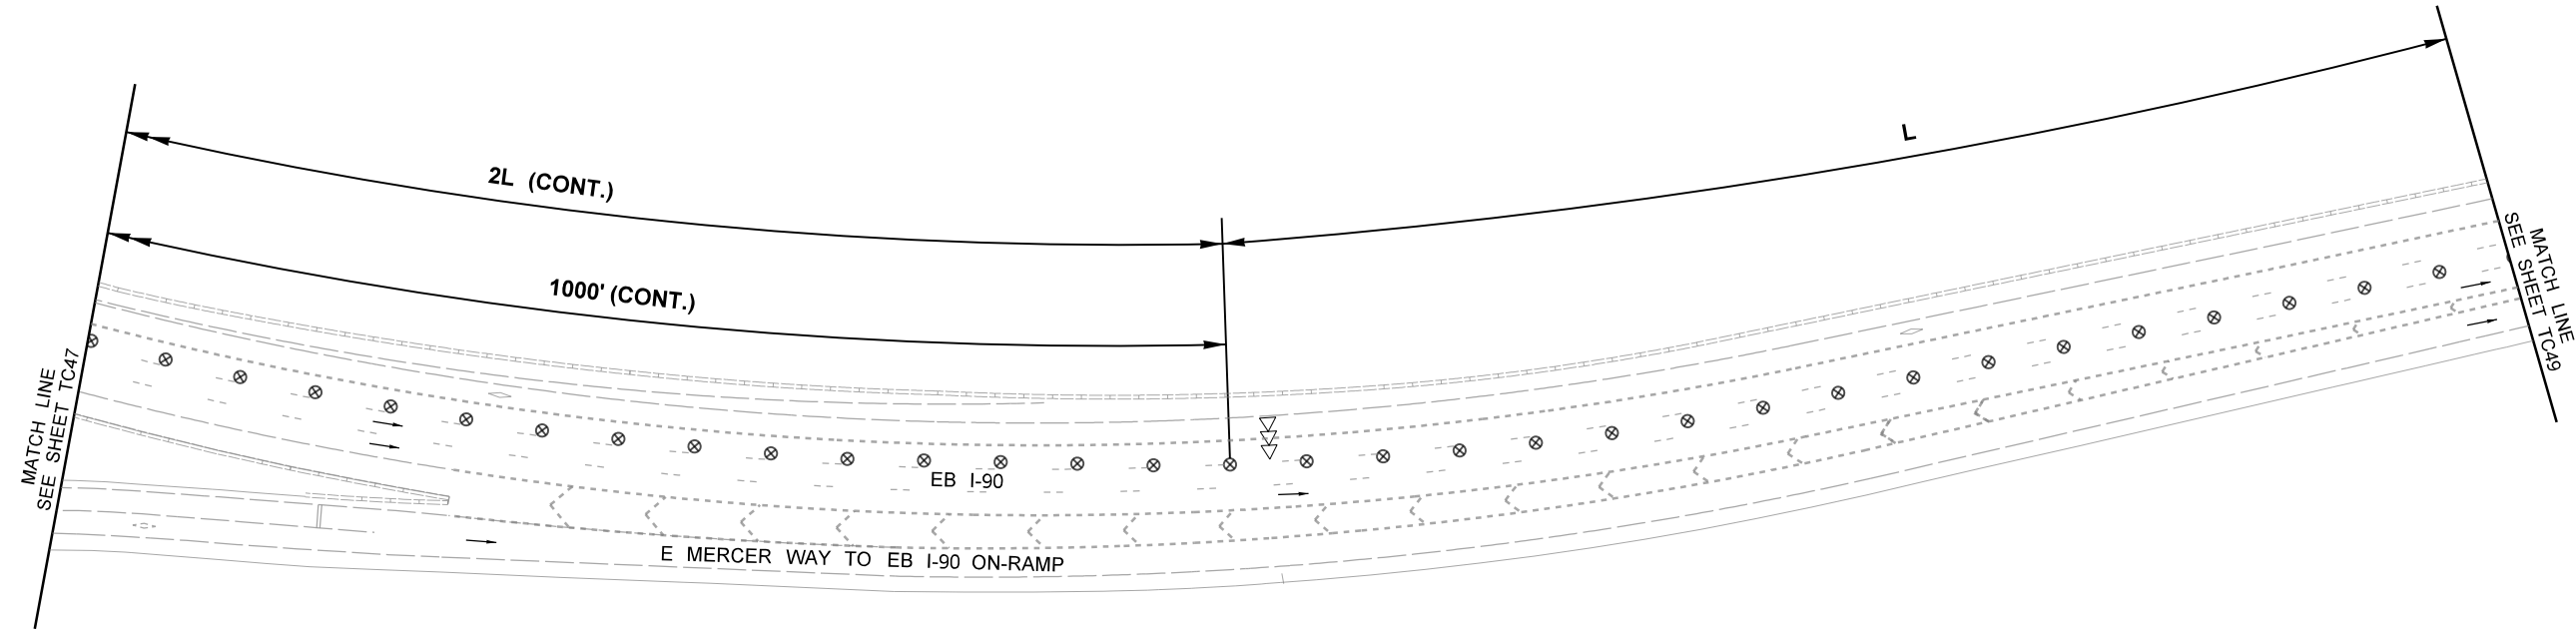 L
2L (CONT.)
1000' (CONT.)
MATCH LINE
SEE SHEET TC47
MATCH LINE
SEE SHEET TC49
EB I-90
E MERCER WAY TO EB I-90 ON-RAMP